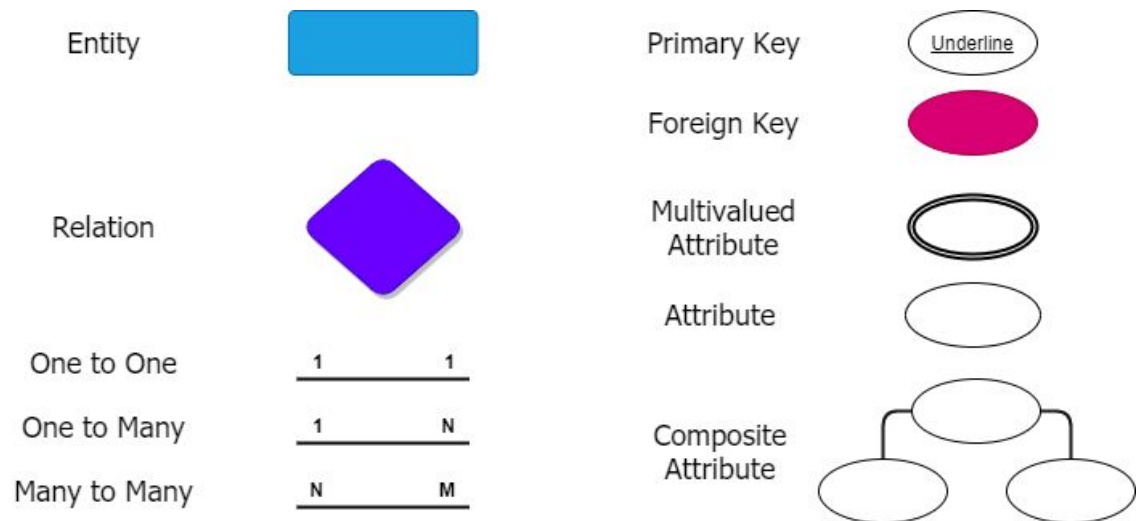 Entity
Relation
One to One
1 1
One to Many
1 N
Many to Many
N M
Primary Key
Underline
Foreign Key
Multivalued
Attribute
Attribute
Composite
Attribute